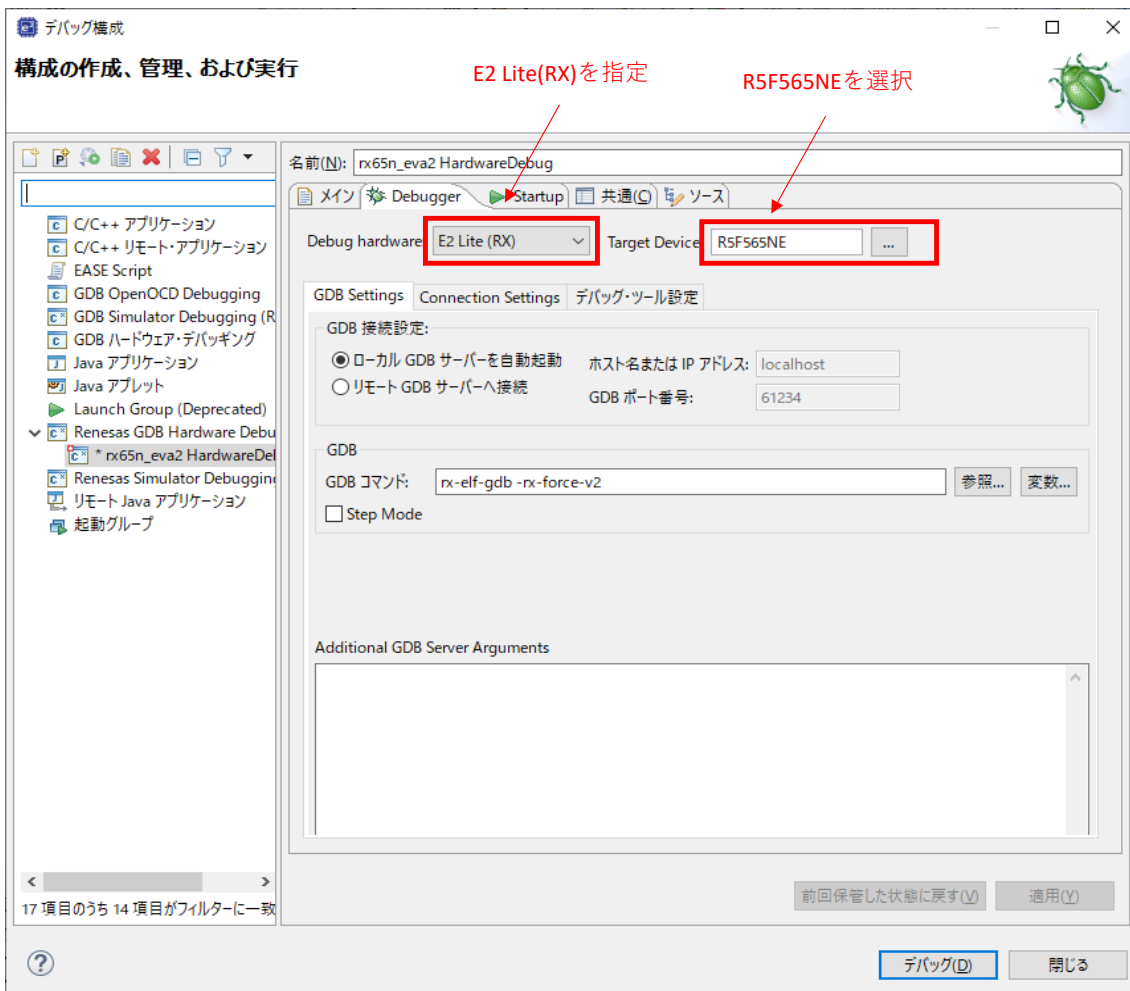 デバッグ構成
構成の作成、管理、および実行
E2 Lite(RX)を指定
R5F565NEを選択
名前(N): rx65n_eva2 HardwareDebug
メイン Debugger Startup 共通(C) ソース
Debug hardware E2 Lite (RX) Target Device R5F565NE ...
C/C++ アプリケーション
C/C++ リモート・アプリケーション
EASE Script
GDB OpenOCD Debugging
GDB Simulator Debugging (R
GDB ハードウェア・デバッギング
Java アプリケーション
Java アプレット
Launch Group (Deprecated)
Renesas GDB Hardware Debu
* rx65n_eva2 HardwareDel
Renesas Simulator Debugging
リモート Java アプリケーション
起動グループ
17 項目のうち 14 項目がフィルターに一致
GDB Settings Connection Settings デバッグ・ツール設定
GDB 接続設定:
ローカル GDB サーバーを自動起動 ホスト名または IP アドレス: localhost
リモート GDB サーバーへ接続 GDB ポート番号: 61234
GDB
GDB コマンド: rx-elf-gdb -rx-force-v2 参照... 変数...
Step Mode
Additional GDB Server Arguments
前回保管した状態に戻す(V) 適用(Y)
デバッグ(D) 閉じる